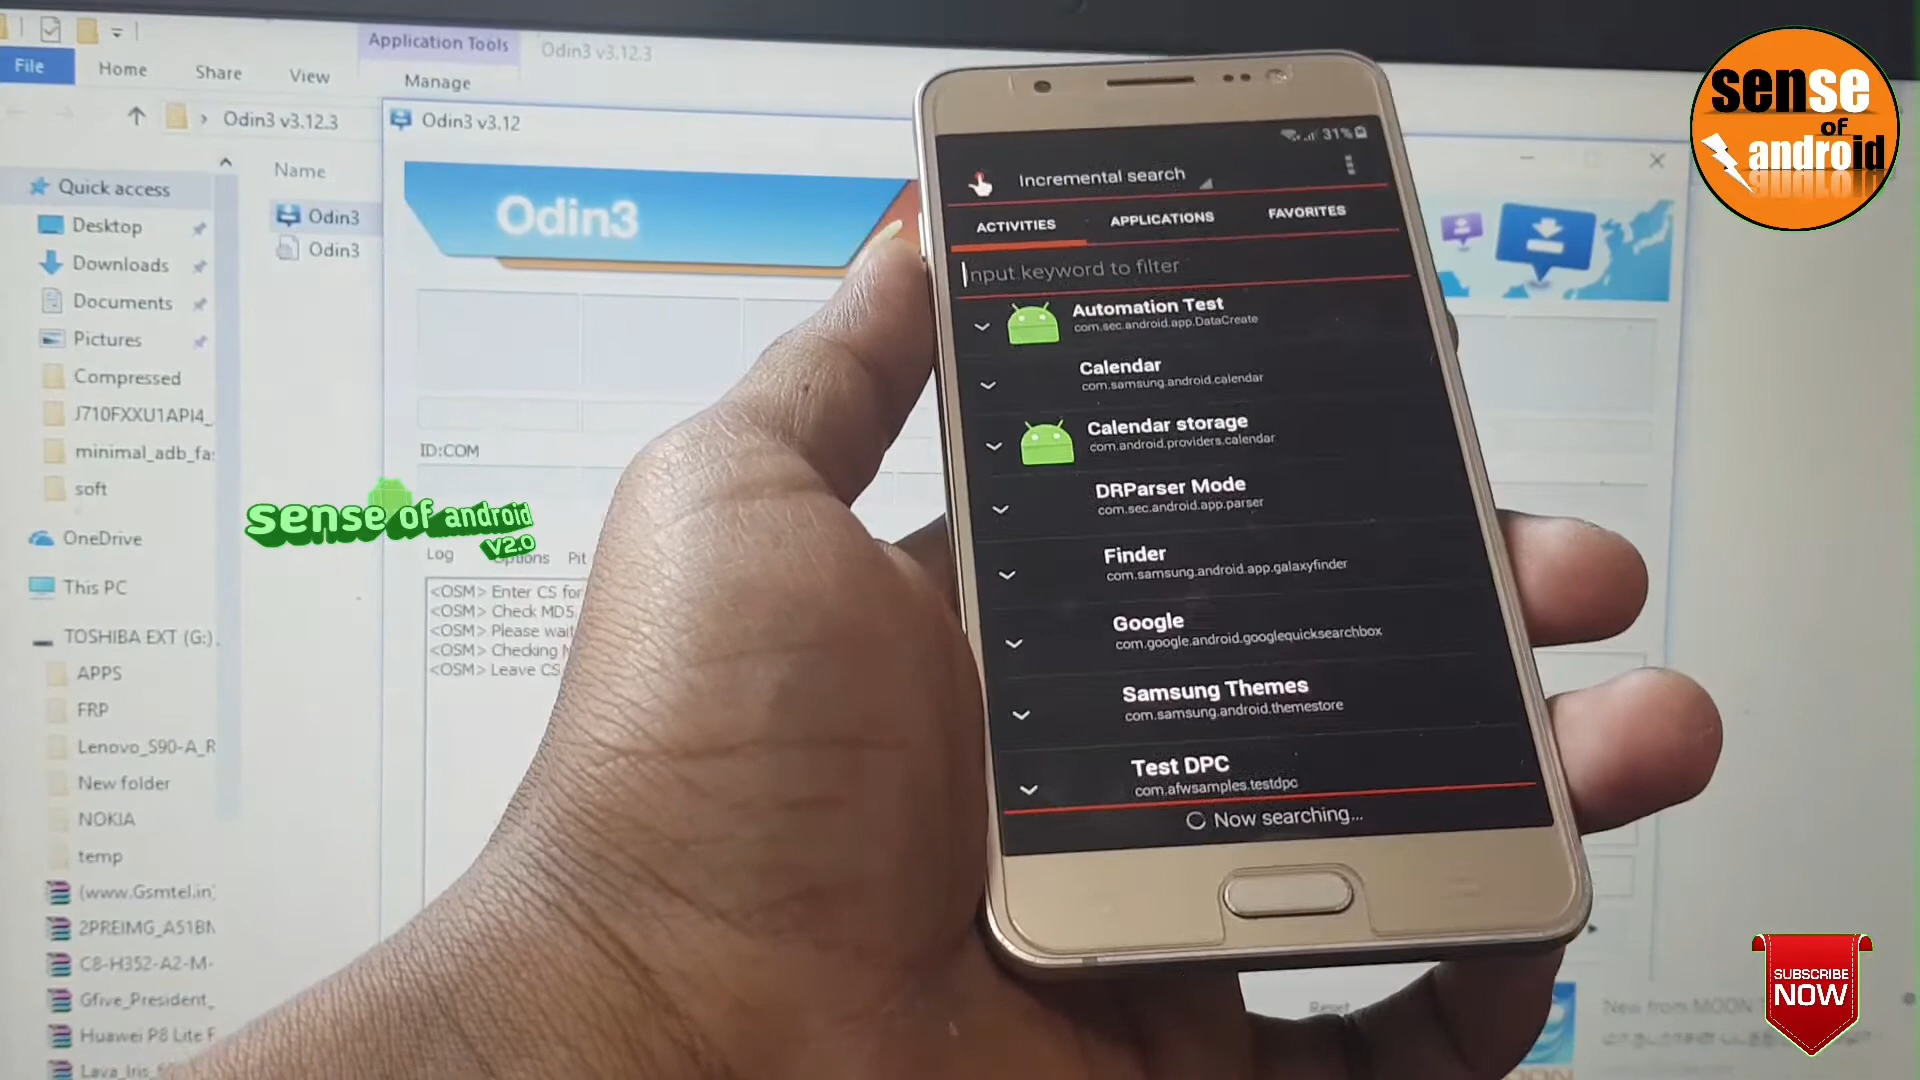 File
Home
Share
View
Application Tools
Manage
Odin3 v3.12.3
Odin3 v3.12.3
Odin3 v3.12
Name
Odin3
Odin3
Quick access
Desktop
Downloads
Documents
Pictures
Compressed
J710FXXU1API4_
minimal_adb_fa
soft
OneDrive
This PC
TOSHIBA EXT (G:)
APPS
FRP
Lenovo_S90-A_R
New folder
NOKIA
temp
(www.Gsmtel.in)
2PREIMG_A51BN
C8-H352-A2-M-
Gfive_President_
Huawei P8 Lite F
Lava_Iris_
Odin3
ID:COM
Log
Options
Pit
<OSM> Enter CS for
<OSM> Check MD5
<OSM> Please wait
<OSM> Checking
<OSM> Leave CS
sense of android
V2.0
31%
Incremental search
ACTIVITIES
APPLICATIONS
FAVORITES
Input keyword to filter
Automation Test
com.sec.android.app.DataCreate
Calendar
com.samsung.android.calendar
Calendar storage
com.android.providers.calendar
DRParser Mode
com.sec.android.app.parser
Finder
com.samsung.android.app.galaxyfinder
Google
com.google.android.googlequicksearchbox
Samsung Themes
com.samsung.android.themestore
Test DPC
com.afwsamples.testdpc
Now searching...
sense
of
android
Reset
New from MOON
SUBSCRIBE
NOW